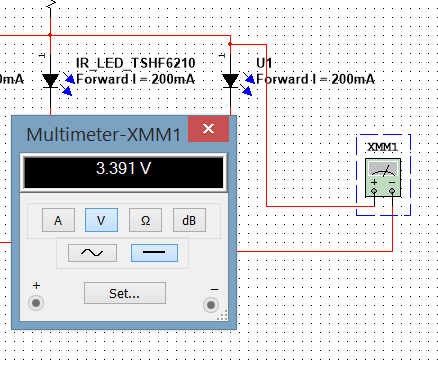 IR_LED_TSHF6210
U1
0mA
Forward I = 200mA
Forward I = 200mA
Multimeter-XMM1
XMM1
3.391 V
A
V
Ω
dB
+
Set...
−
+ −